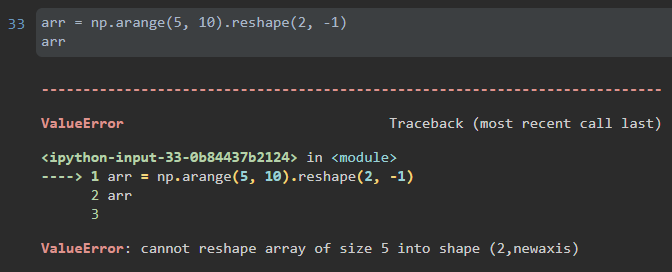 33
arr = np.arange(5, 10).reshape(2, -1)
arr
---------------------------------------------------------------------------
ValueError Traceback (most recent call last)
<ipython-input-33-0b84437b2124> in <module>
----> 1 arr = np.arange(5, 10).reshape(2, -1)
2 arr
3
ValueError: cannot reshape array of size 5 into shape (2,newaxis)